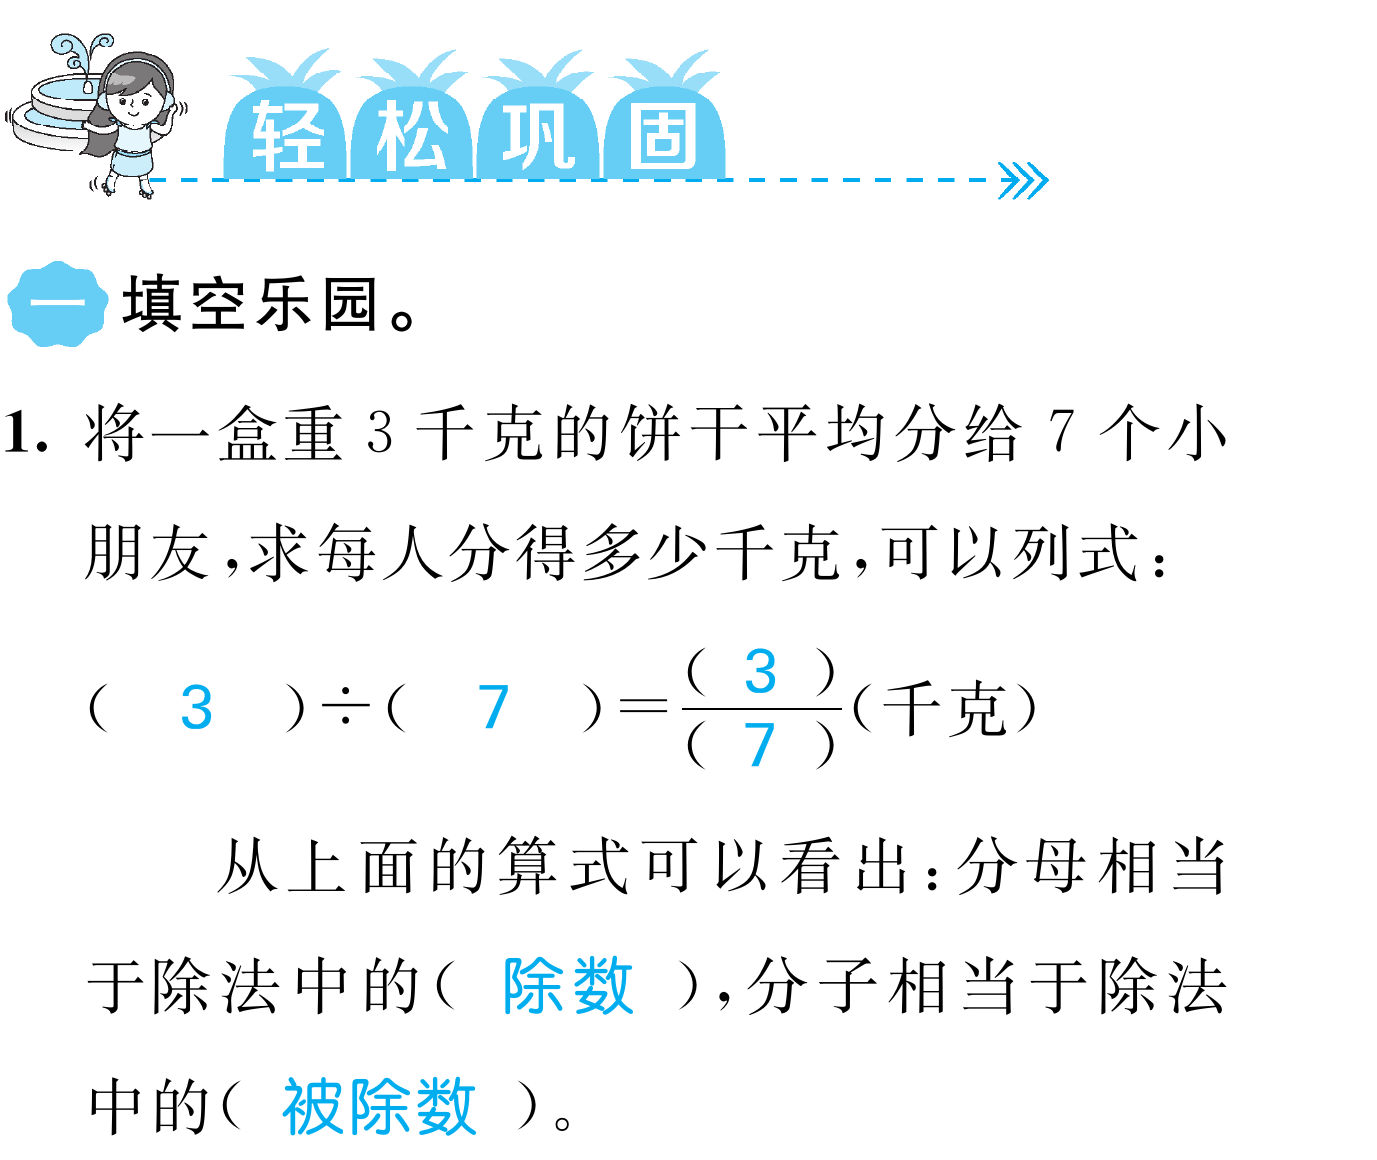 轻松巩固
一 填空乐园。
1. 将一盒重 3 千克的饼干平均分给 7 个小
朋友,求每人分得多少千克,可以列式:
( 3 )÷( 7 )=( 3 )/( 7 )(千克)
从上面的算式可以看出:分母相当
于除法中的( 除数 ),分子相当于除法
中的( 被除数 )。